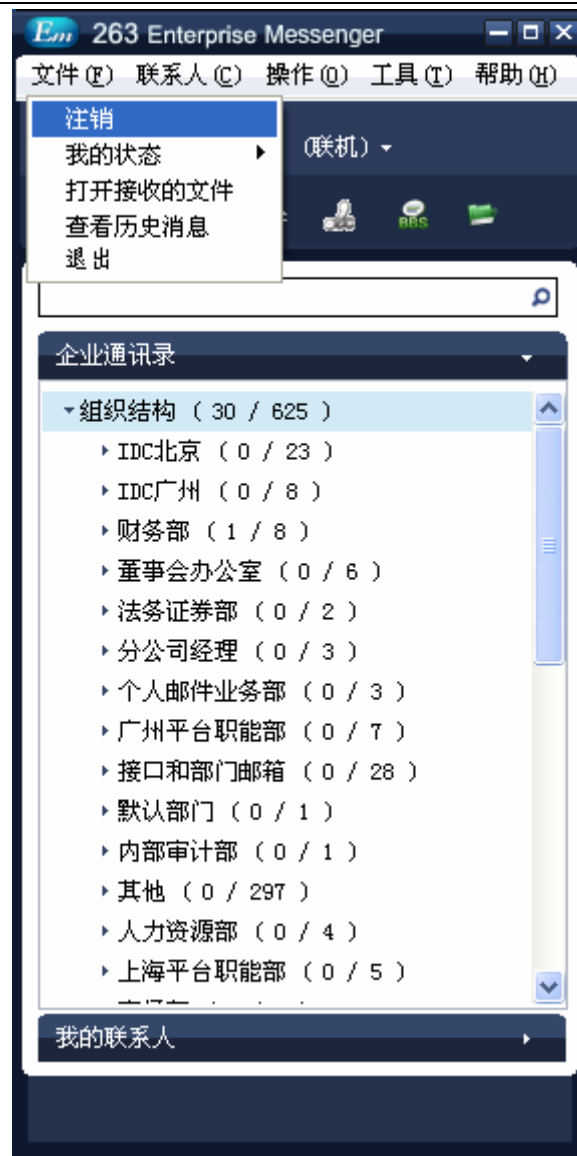 Em 263 Enterprise Messenger
文件(F) 联系人(C) 操作(O) 工具(T) 帮助(H)
注销
我的状态
(联机)
打开接收的文件
查看历史消息
BBS
退出
企业通讯录
组织结构 ( 30 / 625 )
IDC北京 ( 0 / 23 )
IDC广州 ( 0 / 8 )
财务部 ( 1 / 8 )
董事会办公室 ( 0 / 6 )
法务证券部 ( 0 / 2 )
分公司经理 ( 0 / 3 )
个人邮件业务部 ( 0 / 3 )
广州平台职能部 ( 0 / 7 )
接口和部门邮箱 ( 0 / 28 )
默认部门 ( 0 / 1 )
内部审计部 ( 0 / 1 )
其他 ( 0 / 297 )
人力资源部 ( 0 / 4 )
上海平台职能部 ( 0 / 5 )
我的联系人